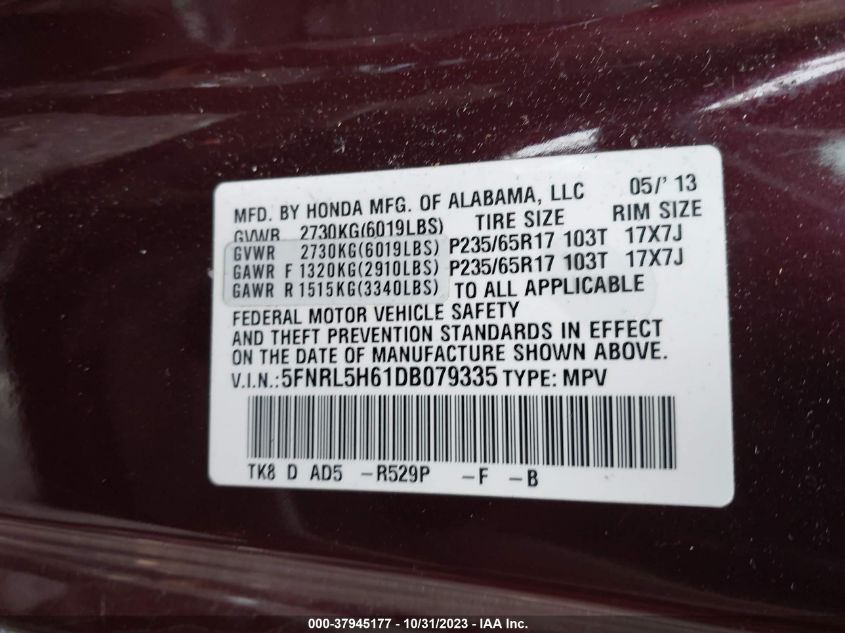 MFD. BY HONDA MFG. OF ALABAMA, LLC 05/' 13
GVWR 2730KG(6019LBS) TIRE SIZE RIM SIZE
GVWR 2730KG(6019LBS) P235/65R17 103T 17X7J
GAWR F 1320KG(2910LBS) P235/65R17 103T 17X7J
GAWR R 1515KG(3340LBS) TO ALL APPLICABLE
FEDERAL MOTOR VEHICLE SAFETY
AND THEFT PREVENTION STANDARDS IN EFFECT
ON THE DATE OF MANUFACTURE SHOWN ABOVE.
V.I.N.:5FNRL5H61DB079335 TYPE: MPV
TK8 D AD5 -R529P -F -B
000-37945177 - 10/31/2023 - IAA Inc.